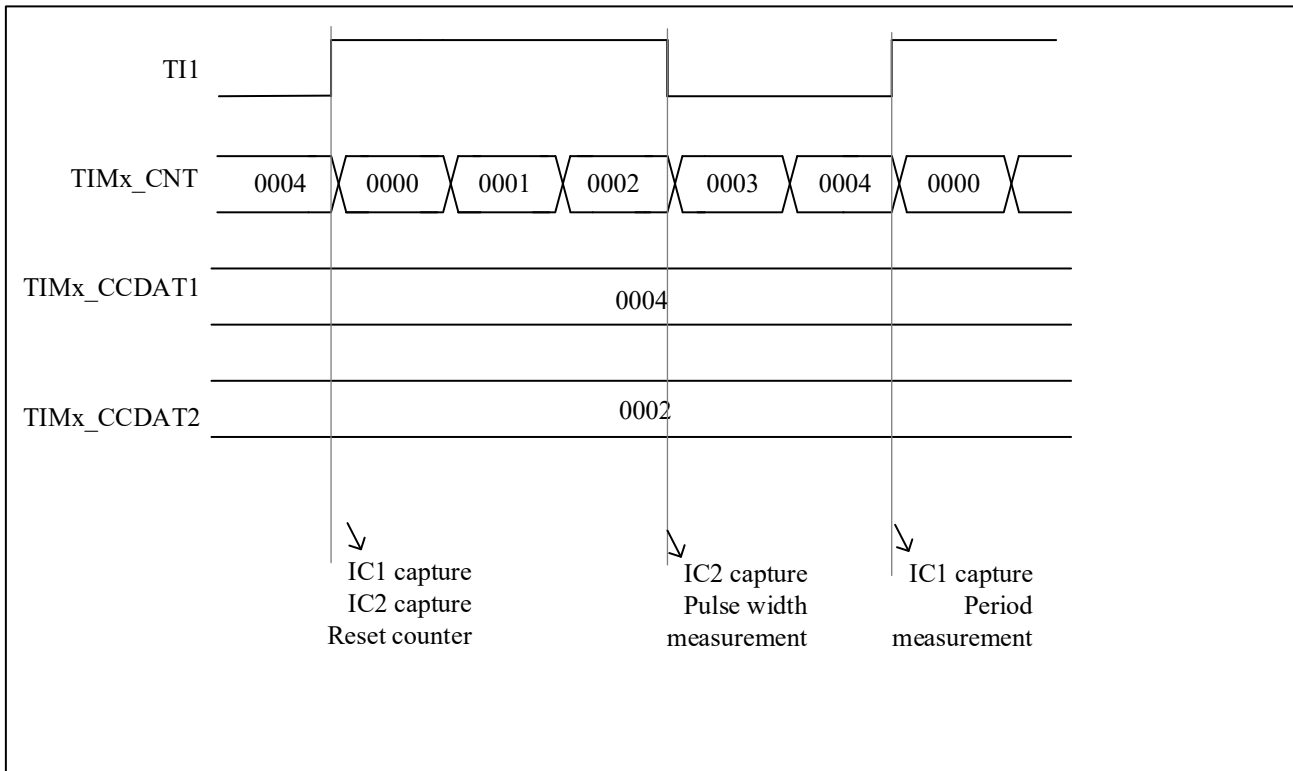 TI1
TIMx_CNT
0004 0000 0001 0002 0003 0004 0000
TIMx_CCDAT1
0004
TIMx_CCDAT2
0002
IC1 capture
IC2 capture
Reset counter
IC2 capture
Pulse width
measurement
IC1 capture
Period
measurement